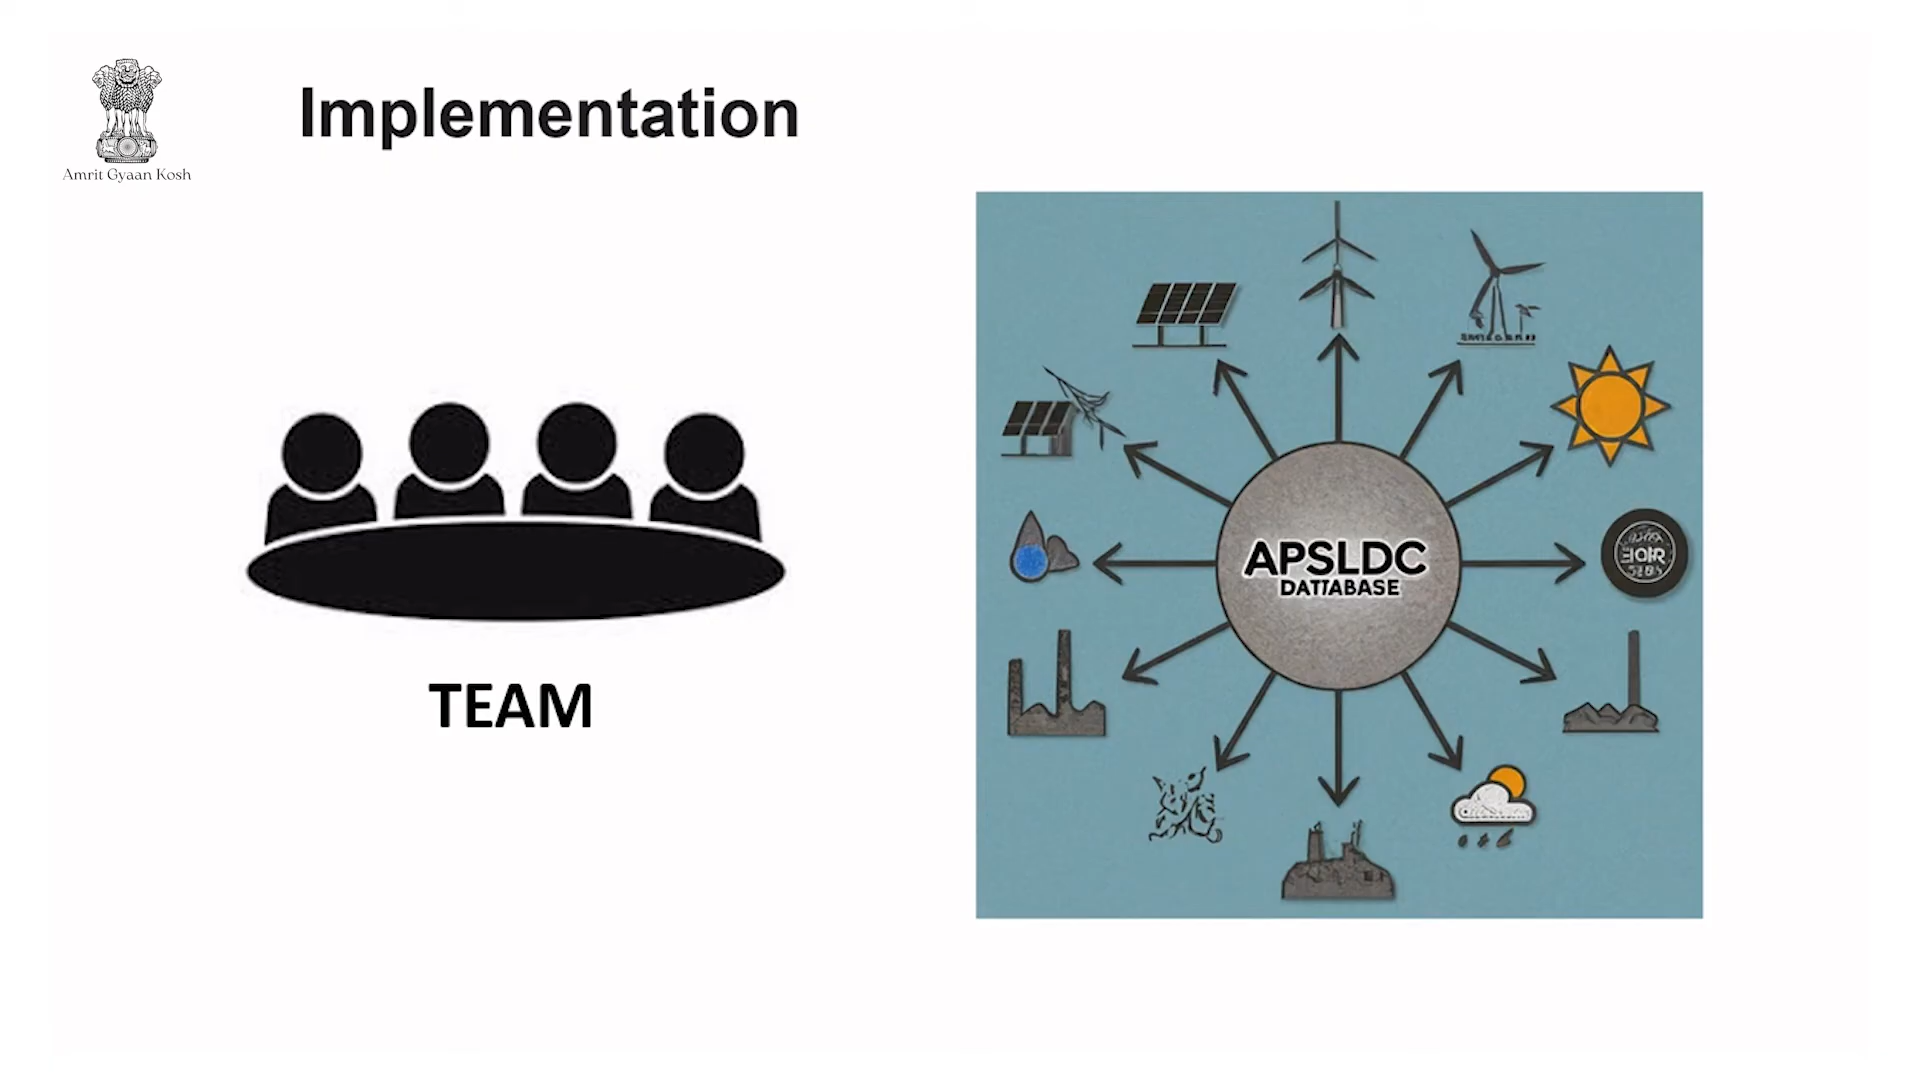 Implementation
Amrit Gyaan Kosh
TEAM
APSLDC
DATTABASE